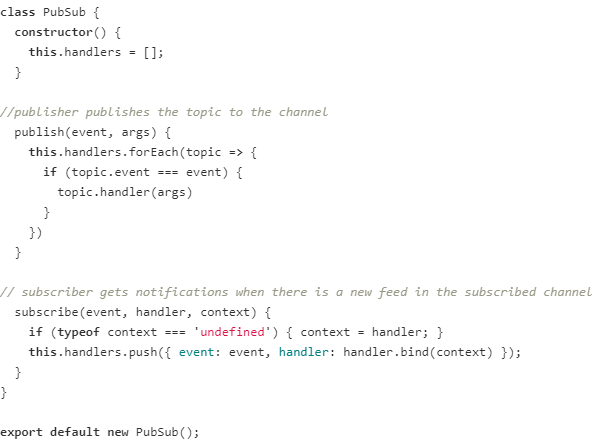 class PubSub {
  constructor() {
    this.handlers = [];
  }

//publisher publishes the topic to the channel
  publish(event, args) {
    this.handlers.forEach(topic => {
      if (topic.event === event) {
        topic.handler(args)
      }
    })
  }

// subscriber gets notifications when there is a new feed in the subscribed channel
  subscribe(event, handler, context) {
    if (typeof context === 'undefined') { context = handler; }
    this.handlers.push({ event: event, handler: handler.bind(context) });
  }
}

export default new PubSub();